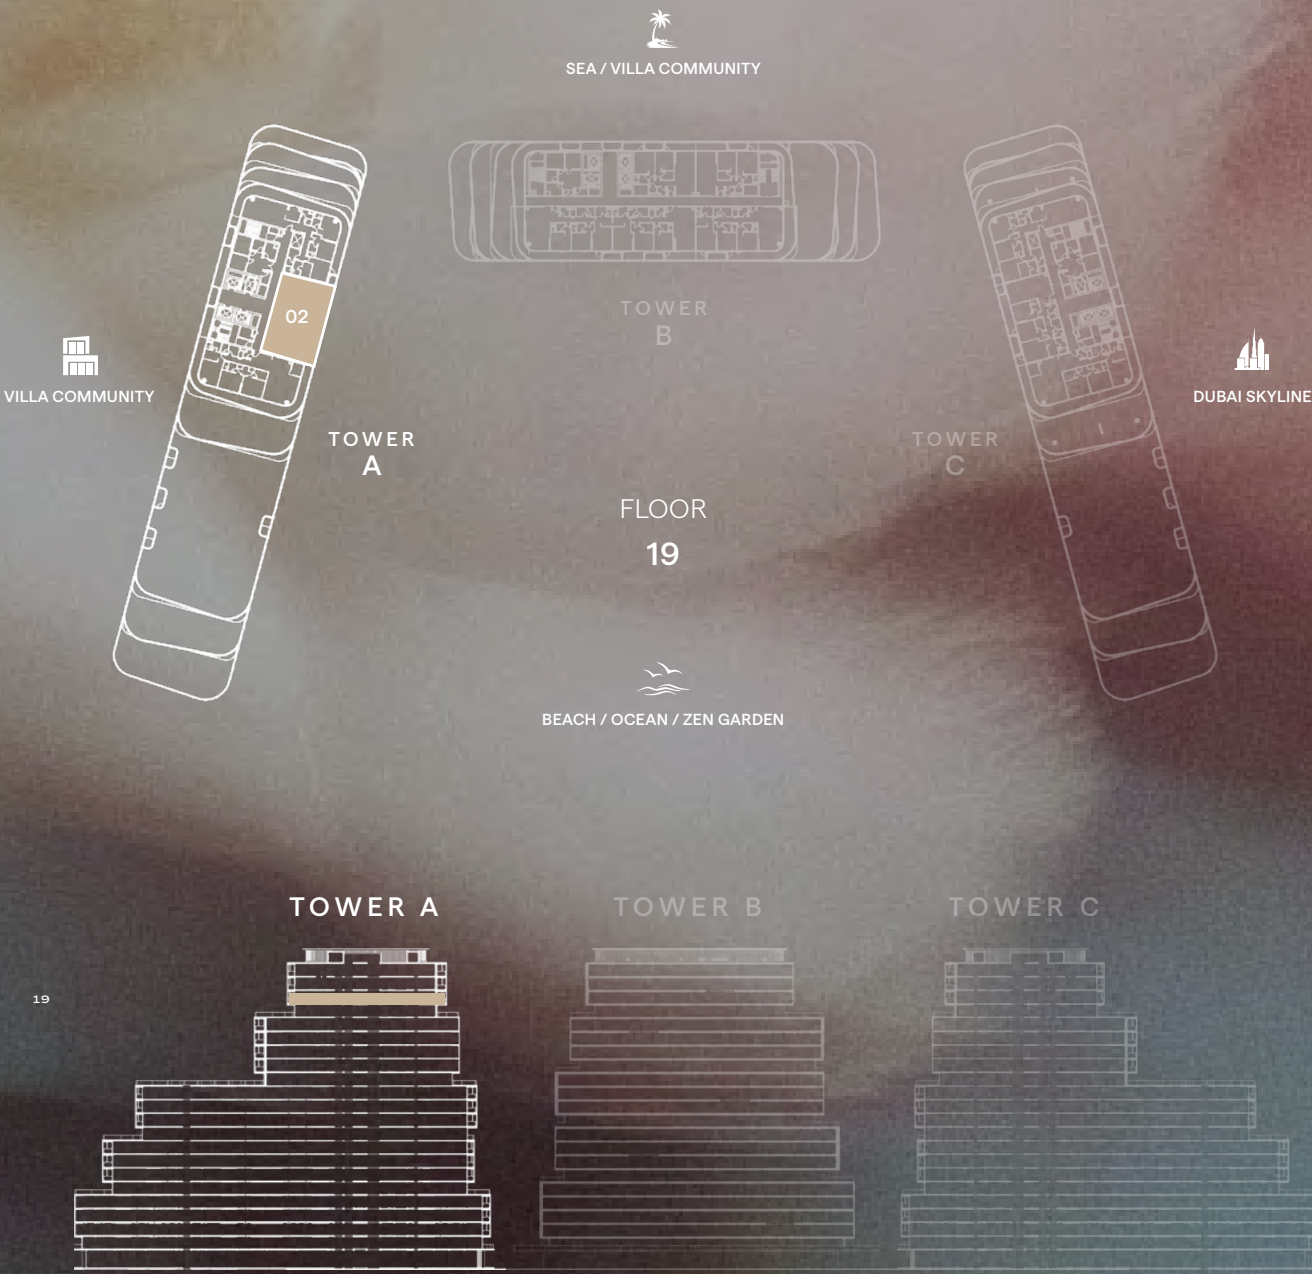 SEA / VILLA COMMUNITY
02
TOWER
B
VILLA COMMUNITY
DUBAI SKYLINE
TOWER
A
TOWER
C
FLOOR
19
BEACH / OCEAN / ZEN GARDEN
TOWER A
TOWER B
TOWER C
19